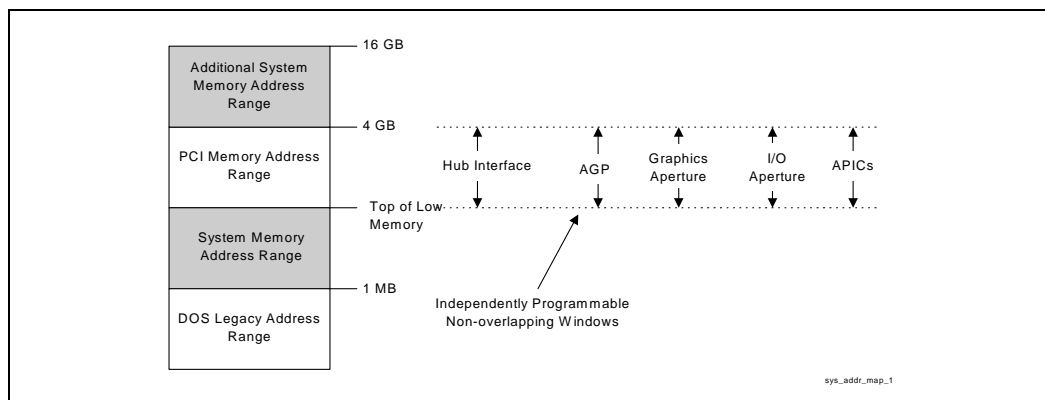 16 GB
Additional System
Memory Address
Range
4 GB
PCI Memory Address
Range
Hub Interface
AGP
Graphics
Aperture
I/O
Aperture
APICs
Top of Low
Memory
System Memory
Address Range
1 MB
Independently Programmable
Non-overlapping Windows
DOS Legacy Address
Range
sys_addr_map_1